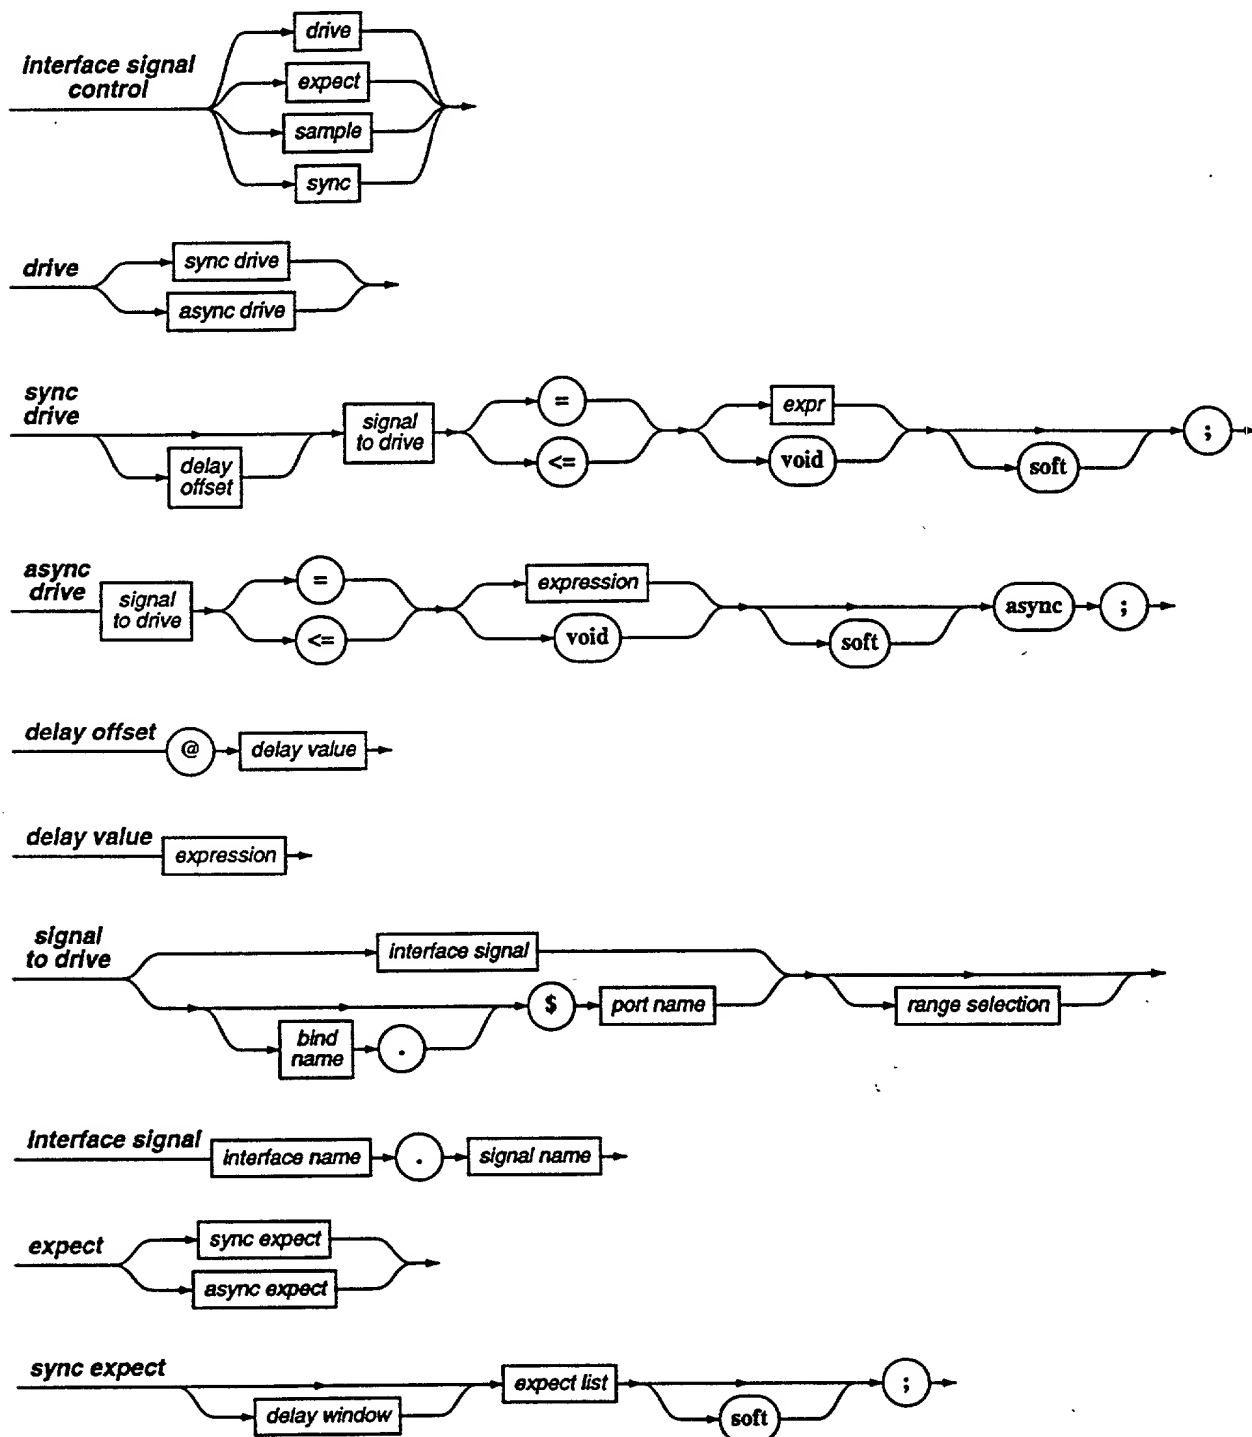 interface signal
control
drive
expect
sample
sync
drive
sync drive
async drive
sync
drive
delay
offset
signal
to drive
=
<=
expr
void
soft
;
async
drive
signal
to drive
=
<=
expression
void
soft
async
;
delay offset
@
delay value
delay value
expression
signal
to drive
interface signal
bind
name
.
$
port name
range selection
Interface signal
interface name
.
signal name
expect
sync expect
async expect
sync expect
delay window
expect list
soft
;